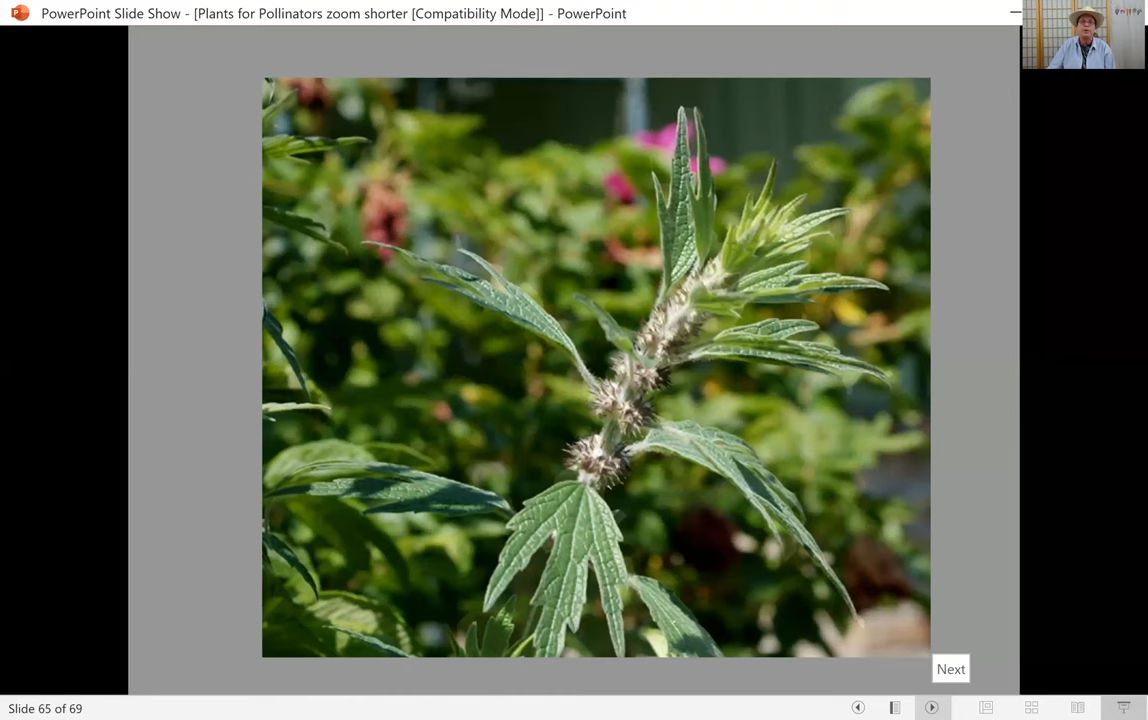 PowerPoint Slide Show - [Plants for Pollinators zoom shorter [Compatibility Mode]] - PowerPoint
Next
Slide 65 of 69